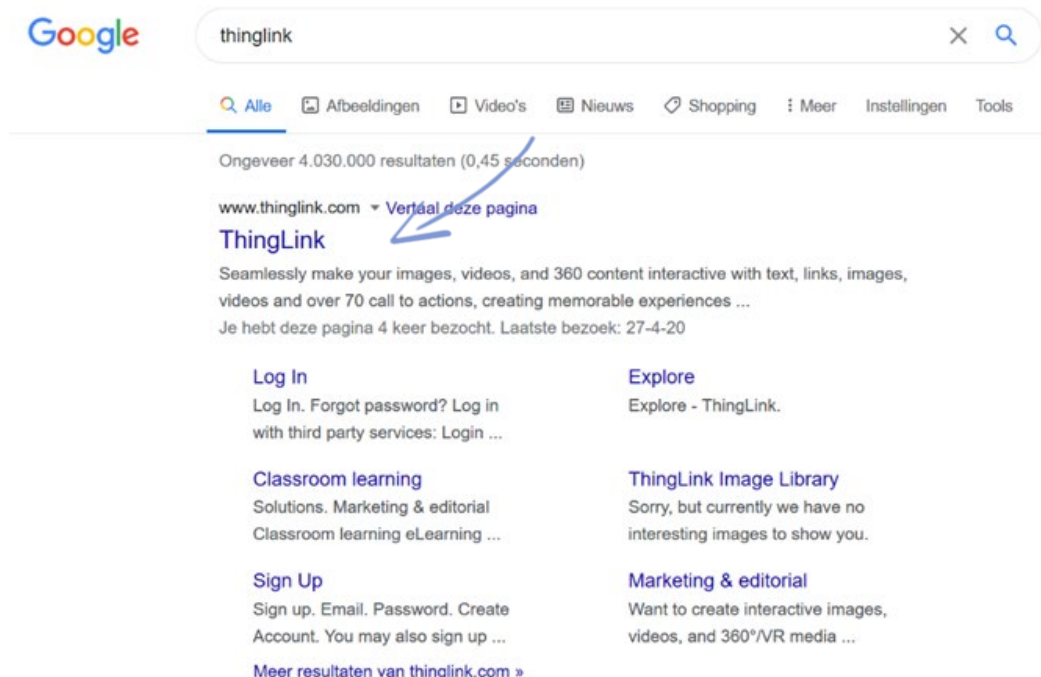 Google
thinglink
Alle Afbeeldingen Video's Nieuws Shopping Meer Instellingen Tools
Ongeveer 4.030.000 resultaten (0,45 seconden)
www.thinglink.com Vertaal deze pagina
ThingLink
Seamlessly make your images, videos, and 360 content interactive with text, links, images,
videos and over 70 call to actions, creating memorable experiences ...
Je hebt deze pagina 4 keer bezocht. Laatste bezoek: 27-4-20
Log In
Log In. Forgot password? Log in
with third party services: Login ...
Explore
Explore - ThingLink.
Classroom learning
Solutions. Marketing & editorial
Classroom learning eLearning ...
ThingLink Image Library
Sorry, but currently we have no
interesting images to show you.
Sign Up
Sign up. Email. Password. Create
Account. You may also sign up ...
Marketing & editorial
Want to create interactive images,
videos, and 360°/VR media ...
Meer resultaten van thinglink.com »